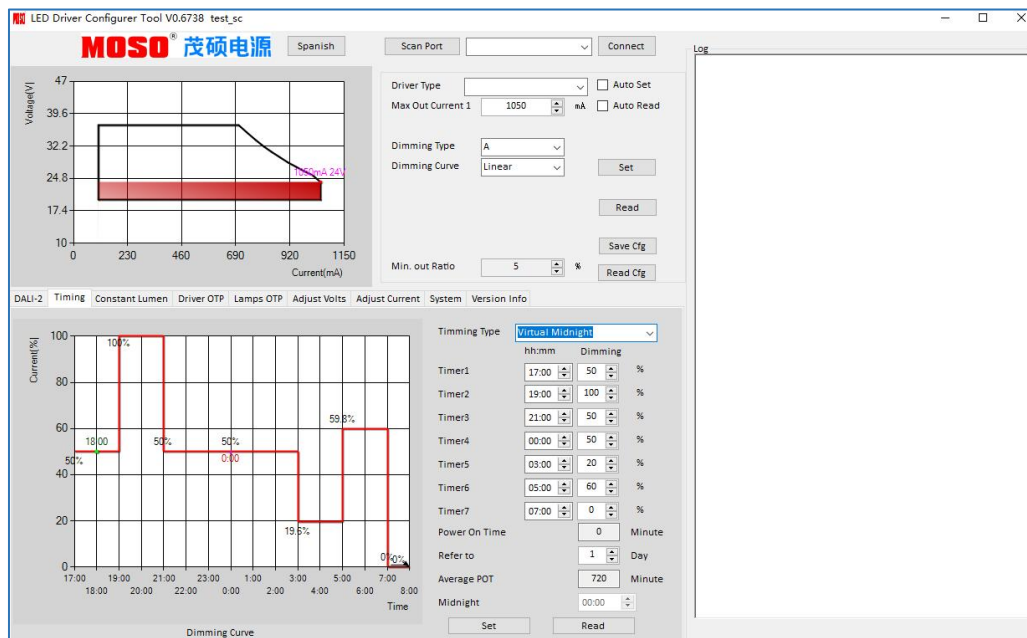 LED Driver Configurer Tool V0.6738 test_sc
MOSO® 茂硕电源
Spanish
Scan Port
Connect
Log
Voltage(V)
47
39.6
32.2
24.8
17.4
10
1050mA 24V
0
230
460
690
920
1150
Current(mA)
Driver Type
Auto Set
Max Out Current 1
1050
mA
Auto Read
Dimming Type
A
Dimming Curve
Linear
Set
Read
Save Cfg
Min. out Ratio
5
%
Read Cfg
DALI-2
Timing
Constant Lumen
Driver OTP
Lamps OTP
Adjust Volts
Adjust Current
System
Version Info
Current[%]
100
80
60
40
20
0
50%
18:00
100%
50%
50%
0:00
19.6%
59.8%
0%
0%
17:00
19:00
21:00
23:00
1:00
3:00
5:00
7:00
18:00
20:00
22:00
0:00
2:00
4:00
6:00
8:00
Time
Dimming Curve
Timming Type
Virtual Midnight
hh:mm
Dimming
Timer1
17:00
50
%
Timer2
19:00
100
%
Timer3
21:00
50
%
Timer4
00:00
50
%
Timer5
03:00
20
%
Timer6
05:00
60
%
Timer7
07:00
0
%
Power On Time
0
Minute
Refer to
1
Day
Average POT
720
Minute
Midnight
00:00
Set
Read